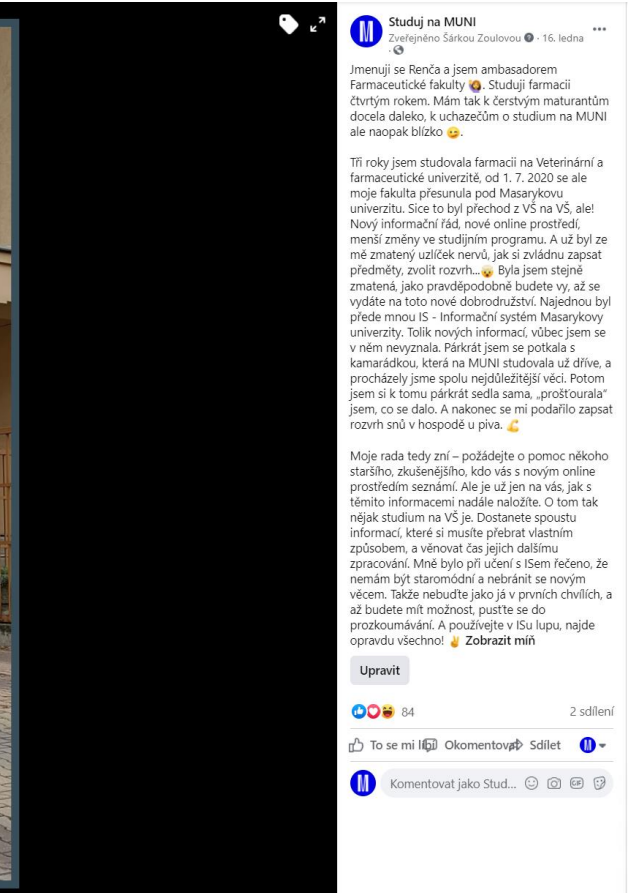 Studuj na MUNI
Zveřejněno Šárkou Zoulovou · 16. ledna
·
Jmenuji se Renča a jsem ambasadorem
Farmaceutické fakulty 🙋‍♀️. Studuji farmacii
čtvrtým rokem. Mám tak k čerstvým maturantům
docela daleko, k uchazečům o studium na MUNI
ale naopak blízko 😉.
Tři roky jsem studovala farmacii na Veterinární a
farmaceutické univerzitě, od 1. 7. 2020 se ale
moje fakulta přesunula pod Masarykovu
univerzitu. Sice to byl přechod z VŠ na VŠ, ale!
Nový informační řád, nové online prostředí,
menší změny ve studijním programu. A už byl ze
mě zmatený uzlíček nervů, jak si zvládnu zapsat
předměty, zvolit rozvrh...😮 Byla jsem stejně
zmatená, jako pravděpodobně budete vy, až se
vydáte na toto nové dobrodružství. Najednou byl
přede mnou IS - Informační systém Masarykovy
univerzity. Tolik nových informací, vůbec jsem se
v něm nevyznala. Párkrát jsem se potkala s
kamarádkou, která na MUNI studovala už dříve, a
procházely jsme spolu nejdůležitější věci. Potom
jsem si k tomu párkrát sedla sama, „prošťourala“
jsem, co se dalo. A nakonec se mi podařilo zapsat
rozvrh snů v hospodě u piva. 💪
Moje rada tedy zní – požádejte o pomoc někoho
staršího, zkušenějšího, kdo vás s novým online
prostředím seznámí. Ale je už jen na vás, jak s
těmito informacemi nadále naložíte. O tom tak
nějak studium na VŠ je. Dostanete spoustu
informací, které si musíte přebrat vlastním
způsobem, a věnovat čas jejich dalšímu
zpracování. Mně bylo při učení s ISem řečeno, že
nemám být staromódní a nebránit se novým
věcem. Takže nebuďte jako já v prvních chvílích, a
až budete mít možnost, pusťte se do
prozkoumávání. A používejte v ISu lupu, najde
opravdu všechno! ✌️ Zobrazit míň
Upravit
84 2 sdílení
To se mi líbí Okomentovat Sdílet
Komentovat jako Stud... GIF